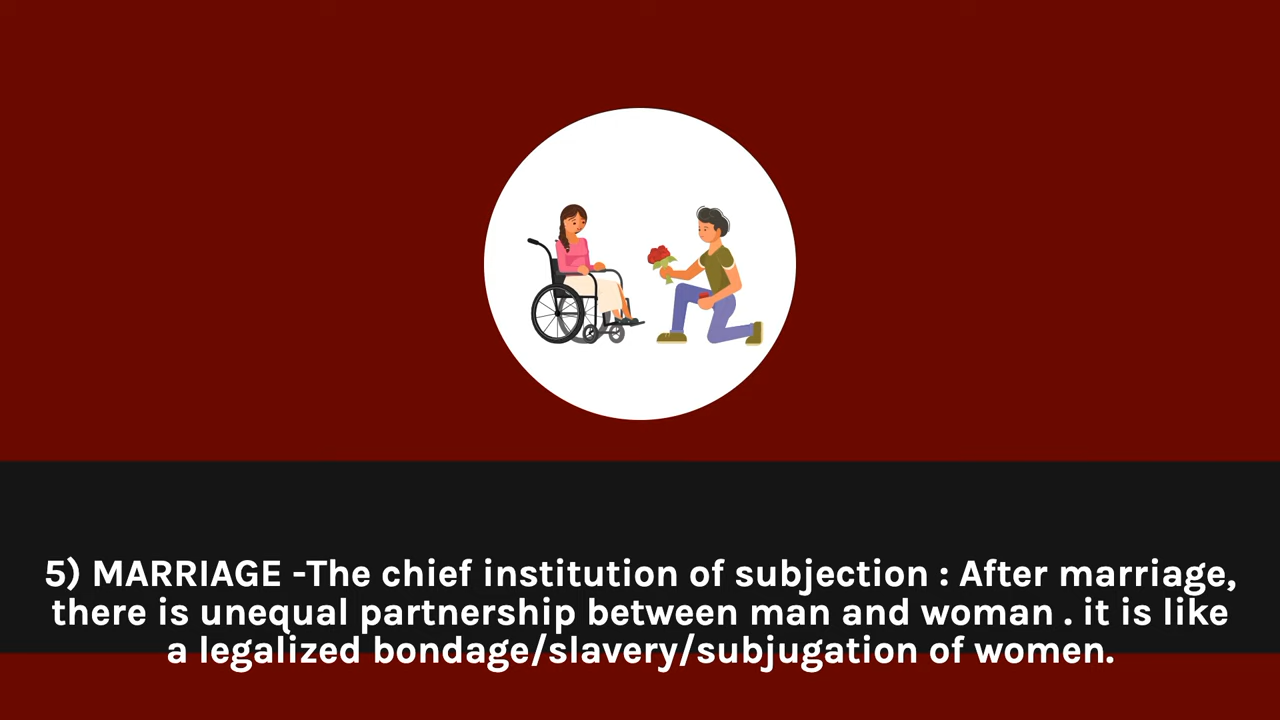 5) MARRIAGE -The chief institution of subjection : After marriage,
there is unequal partnership between man and woman . it is like
a legalized bondage/slavery/subjugation of women.